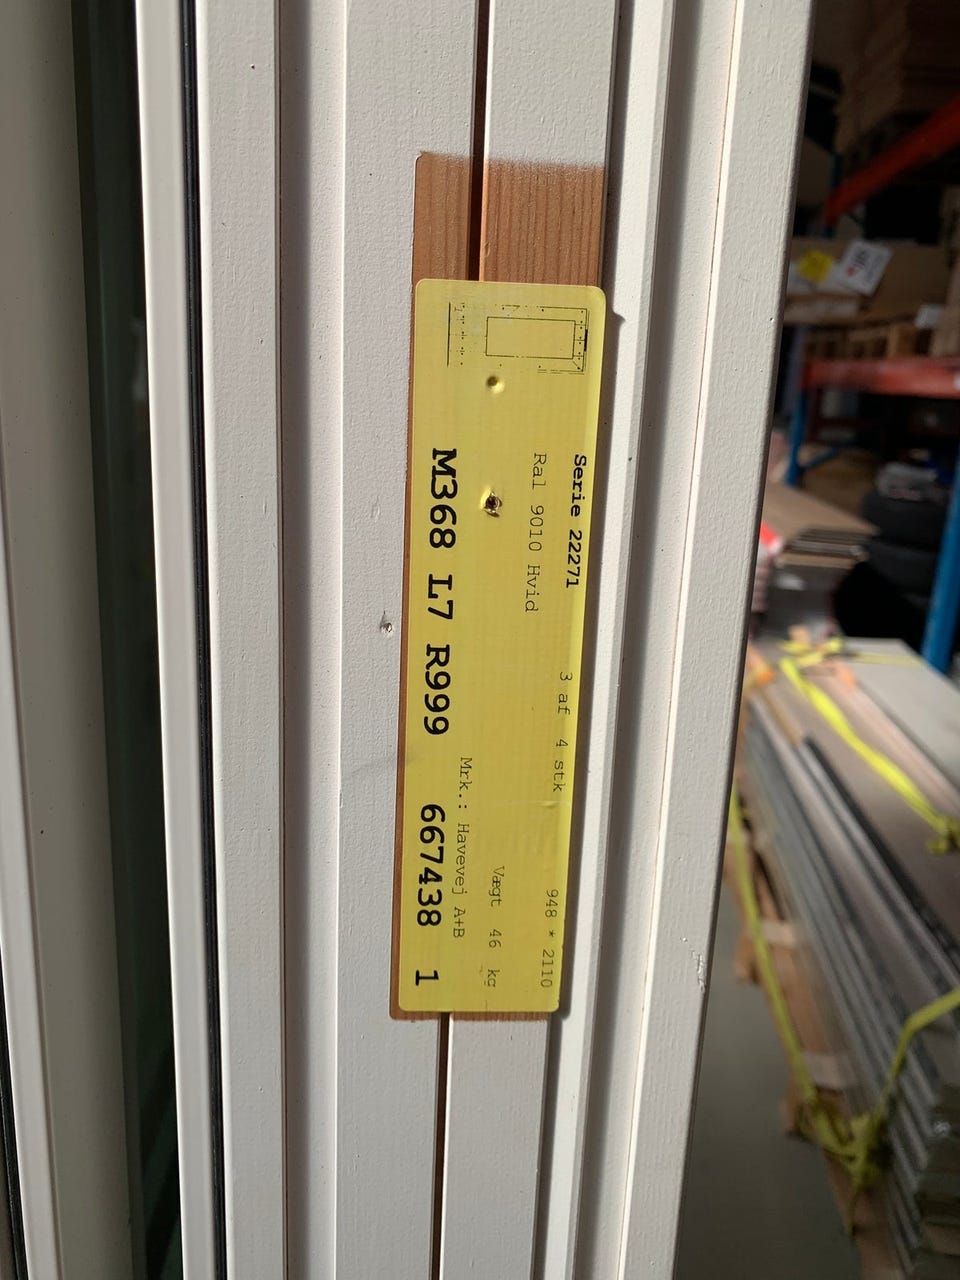 Serie 22271 3 af 4 stk 948 * 2110
Ral 9010 Hvid
Vægt 46 kg
Mrk.: Havevej A+B
M368 L7 R999 667438 1